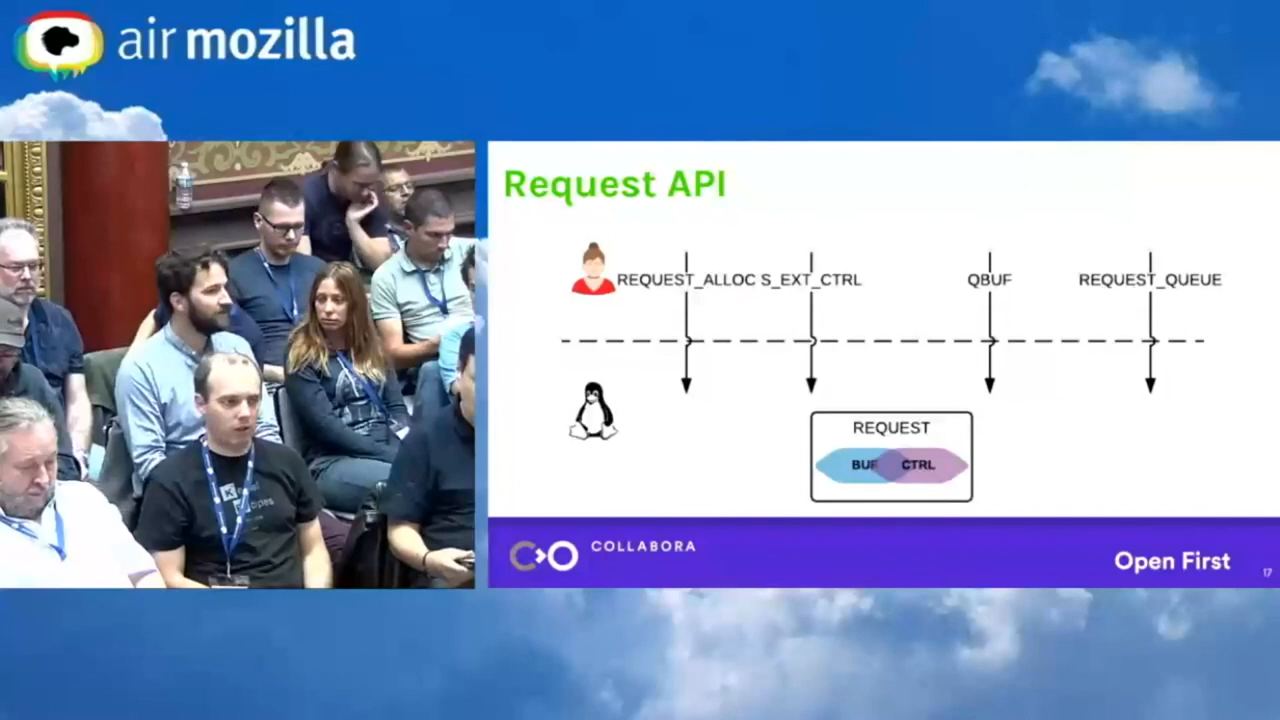 air mozilla
Request API
REQUEST_ALLOC S_EXT_CTRL QBUF REQUEST_QUEUE
REQUEST
BUF CTRL
COLLABORA
Open First
17